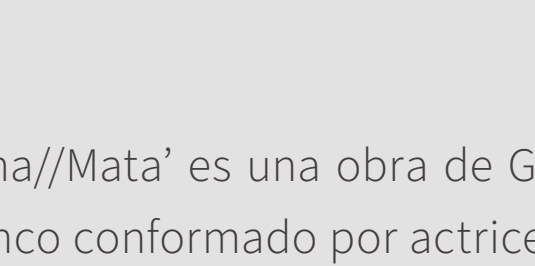 na//Mata’ es una obra de G
nco conformado por actrice